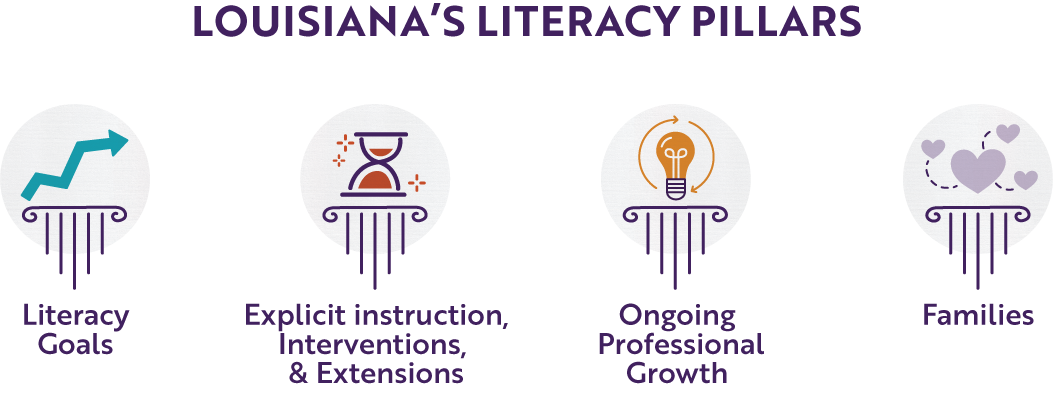 LOUISIANA’S LITERACY PILLARS
Literacy
Goals
Explicit instruction,
Interventions,
& Extensions
Ongoing
Professional
Growth
Families